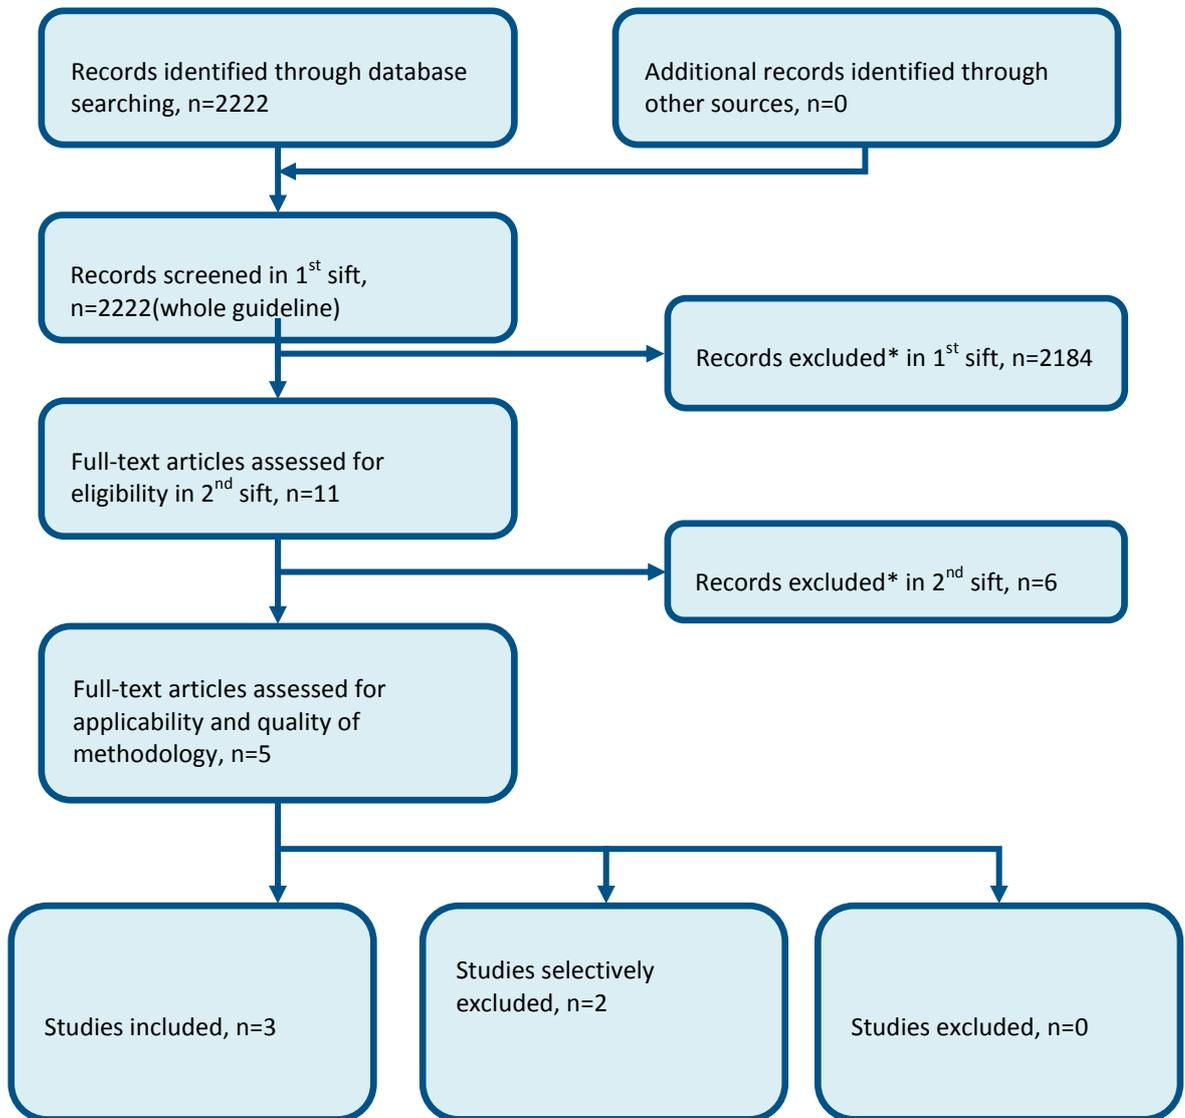 Records identified through database
searching, n=2222
Additional records identified through
other sources, n=0
Records screened in 1st sift,
n=2222(whole guideline)
Records excluded* in 1st sift, n=2184
Full-text articles assessed for
eligibility in 2nd sift, n=11
Records excluded* in 2nd sift, n=6
Full-text articles assessed for
applicability and quality of
methodology, n=5
Studies included, n=3
Studies selectively
excluded, n=2
Studies excluded, n=0